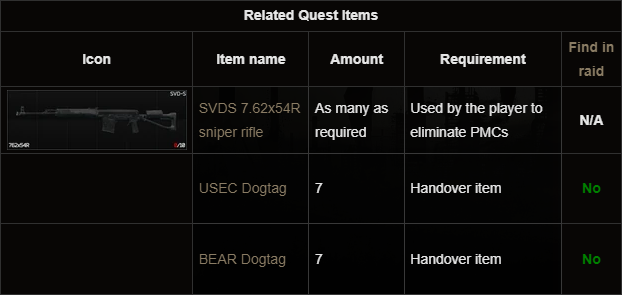 Related Quest Items
Icon
Item name
Amount
Requirement
Find in
raid
SVD-S
762x54R
0/10
SVDS 7.62x54R
sniper rifle
As many as
required
Used by the player to
eliminate PMCs
N/A
USEC Dogtag
7
Handover item
No
BEAR Dogtag
7
Handover item
No